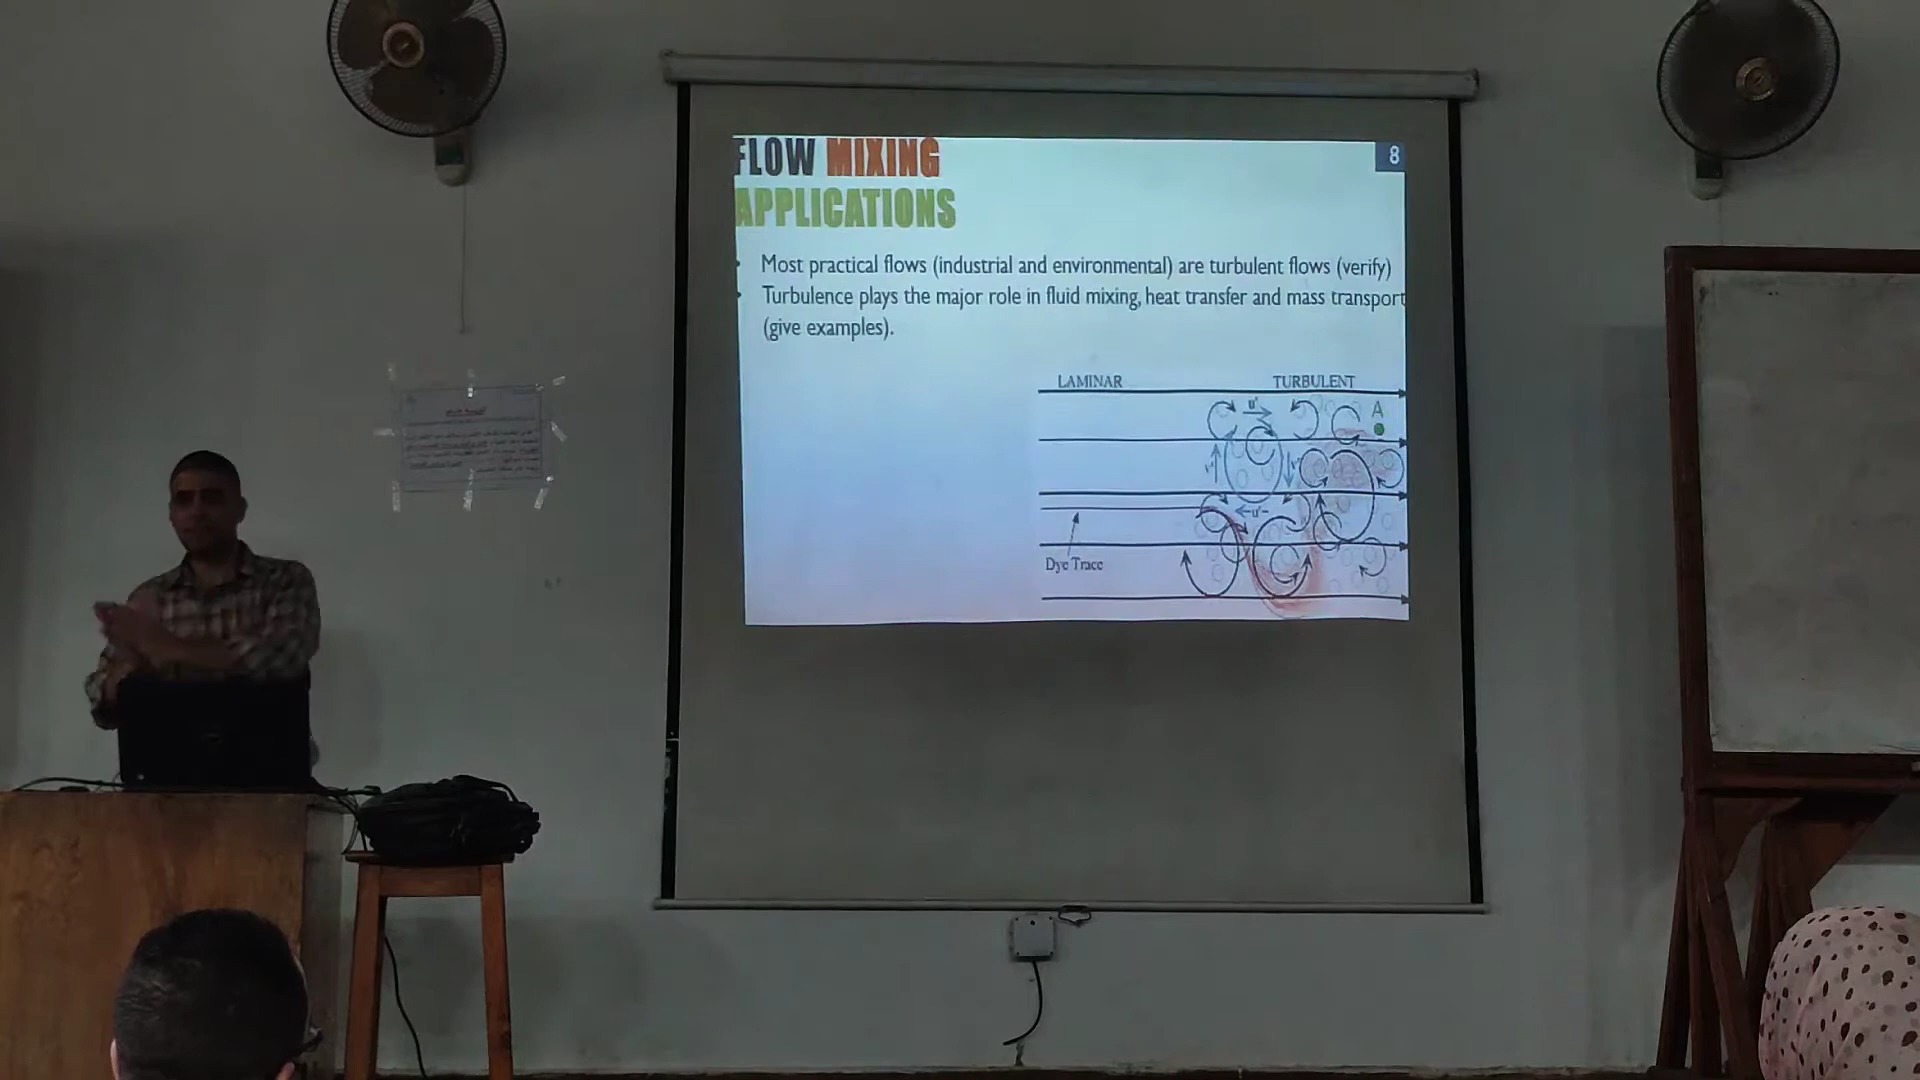 FLOW MIXING
APPLICATIONS
8
Most practical flows (industrial and environmental) are turbulent flows (verify)
Turbulence plays the major role in fluid mixing, heat transfer and mass transport
(give examples).
LAMINAR
TURBULENT
u'
A
u'
Dye Trace